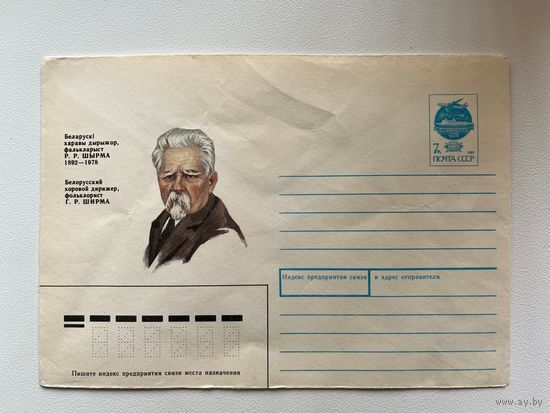 Беларускі
харавы дырыжор,
фалькларыст
Р. Р. ШЫРМА
1892—1978
Белорусский
хоровой дирижер,
фольклорист
Г. Р. ШИРМА
7к
ПОЧТА СССР
Индекс предприятия связи и адрес отправителя
Пишите индекс предприятия связи места назначения
www.ay.by